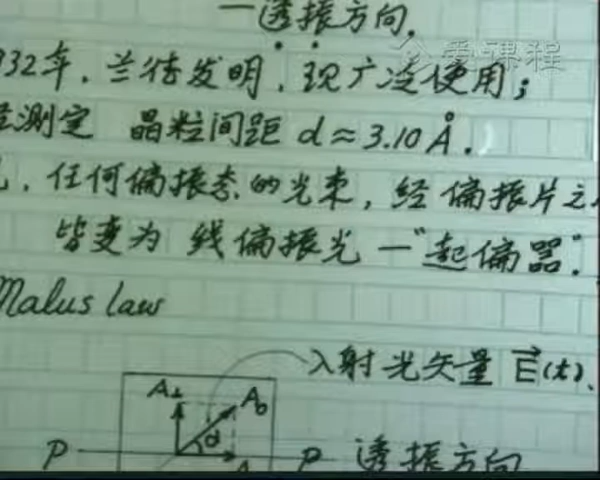 一透振方向.
爱课程
932年,兰德发明,现广泛使用;
测定 晶粒间距 d≈3.10Å.
,任何偏振态的光束,经偏振片之
皆变为 线偏振光 —"起偏器".
Malus law
入射光矢量 E⃗(t).
A⊥ A₀
α
P P 透振方向